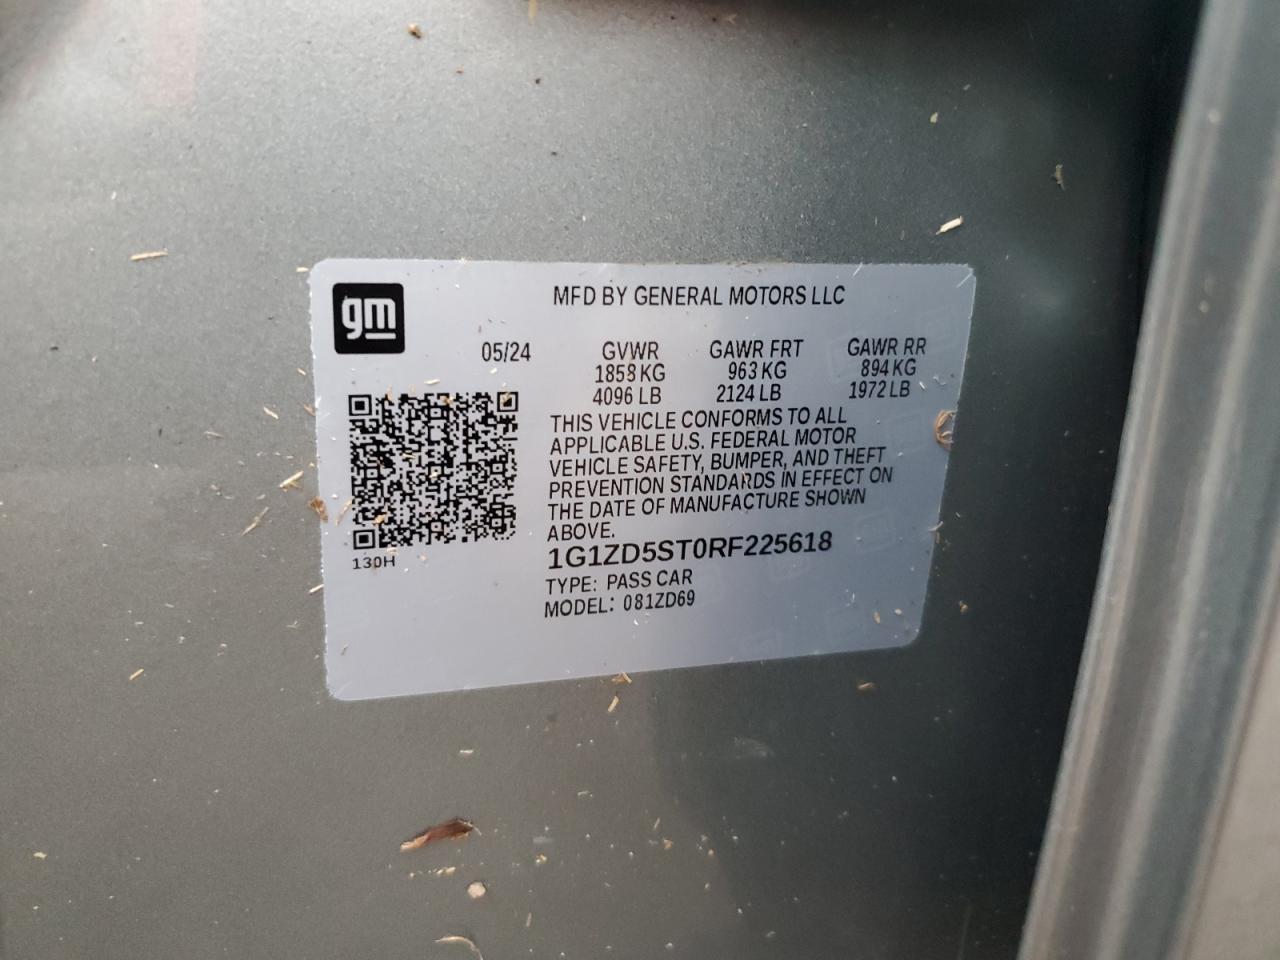 gm
MFD BY GENERAL MOTORS LLC
05/24 GVWR GAWR FRT GAWR RR
1858 KG 963 KG 894 KG
4096 LB 2124 LB 1972 LB
THIS VEHICLE CONFORMS TO ALL
APPLICABLE U.S. FEDERAL MOTOR
VEHICLE SAFETY, BUMPER, AND THEFT
PREVENTION STANDARDS IN EFFECT ON
THE DATE OF MANUFACTURE SHOWN
ABOVE.
130H
1G1ZD5ST0RF225618
TYPE: PASS CAR
MODEL: 081ZD69